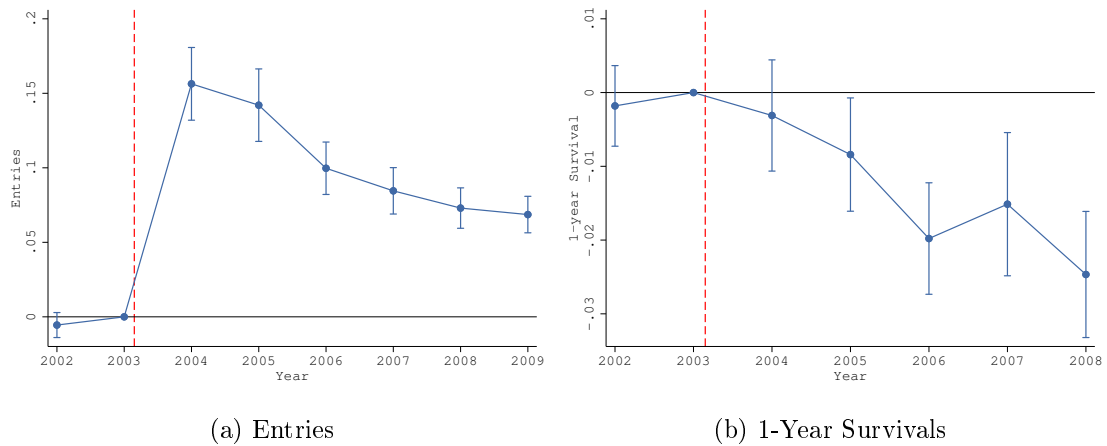 .2
.15
.1
.05
0
Entries
2002 2003 2004 2005 2006 2007 2008 2009
Year
(a) Entries
.01
0
-.01
-.02
-.03
1-year Survival
2002 2003 2004 2005 2006 2007 2008
Year
(b) 1-Year Survivals